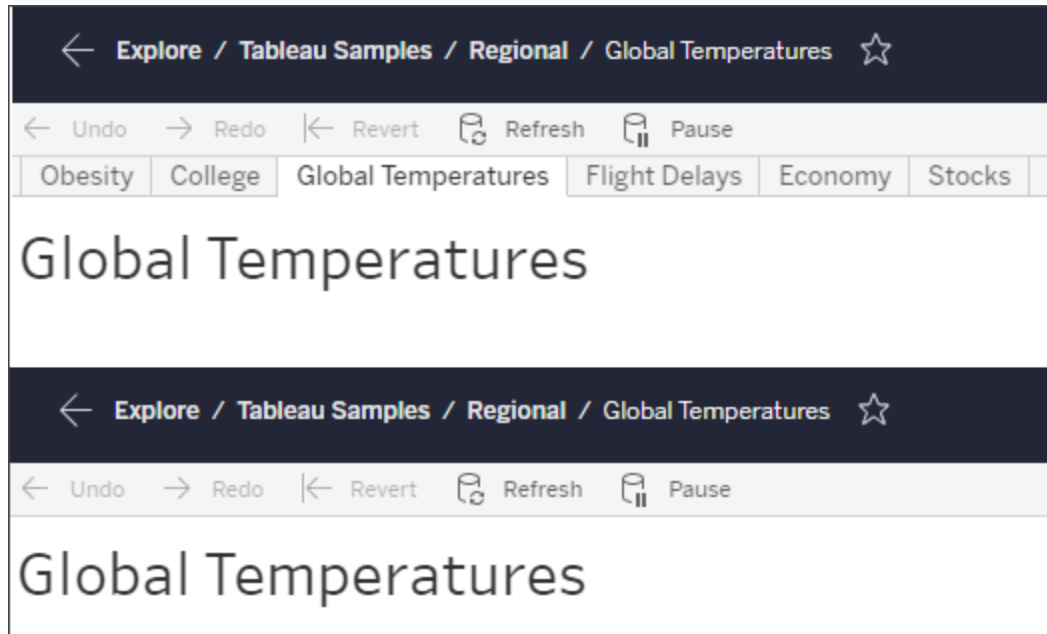 Explore / Tableau Samples / Regional / Global Temperatures
Undo Redo Revert Refresh Pause
Obesity College Global Temperatures Flight Delays Economy Stocks
Global Temperatures
Explore / Tableau Samples / Regional / Global Temperatures
Undo Redo Revert Refresh Pause
Global Temperatures